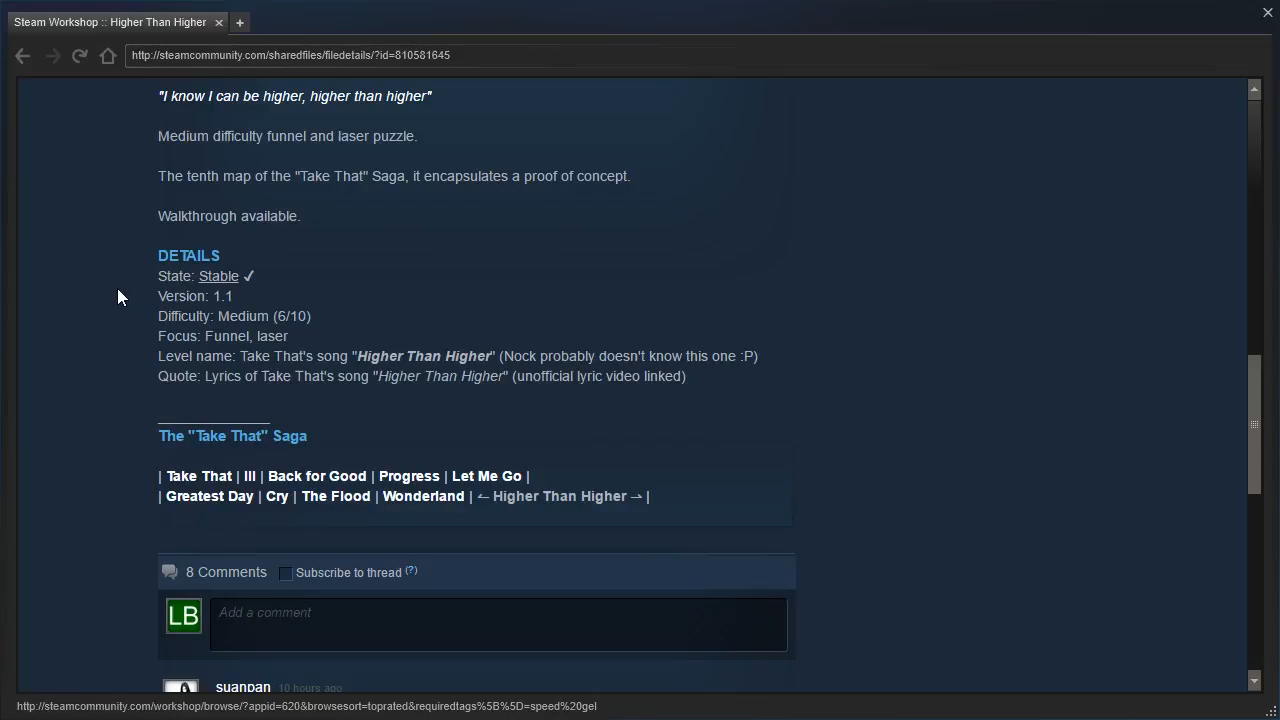 Steam Workshop :: Higher Than Higher
http://steamcommunity.com/sharedfiles/filedetails/?id=810581645
"I know I can be higher, higher than higher"
Medium difficulty funnel and laser puzzle.
The tenth map of the "Take That" Saga, it encapsulates a proof of concept.
Walkthrough available.
DETAILS
State: Stable ✓
Version: 1.1
Difficulty: Medium (6/10)
Focus: Funnel, laser
Level name: Take That's song "Higher Than Higher" (Nock probably doesn't know this one :P)
Quote: Lyrics of Take That's song "Higher Than Higher" (unofficial lyric video linked)
The "Take That" Saga
| Take That | III | Back for Good | Progress | Let Me Go |
| Greatest Day | Cry | The Flood | Wonderland | ↼ Higher Than Higher ⇀ |
8 Comments Subscribe to thread (?)
LB Add a comment
suanpan 10 hours ago
http://steamcommunity.com/workshop/browse/?appid=620&browsesort=toprated&requiredtags%5B%5D=speed%20gel